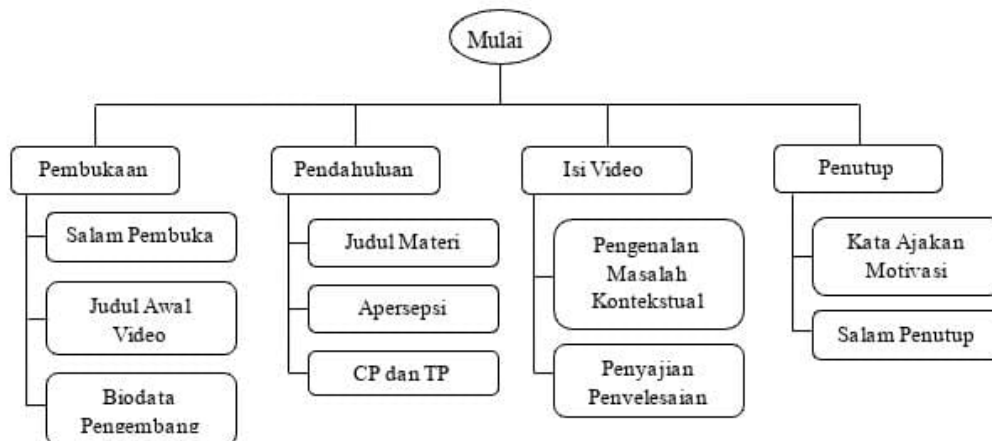 Mulai
Pembukaan
Salam Pembuka
Judul Awal
Video
Biodata
Pengembang
Pendahuluan
Judul Materi
Apersepsi
CP dan TP
Isi Video
Pengenalan
Masalah
Kontekstual
Penyajian
Penyelesaian
Penutup
Kata Ajakan
Motivasi
Salam Penutup